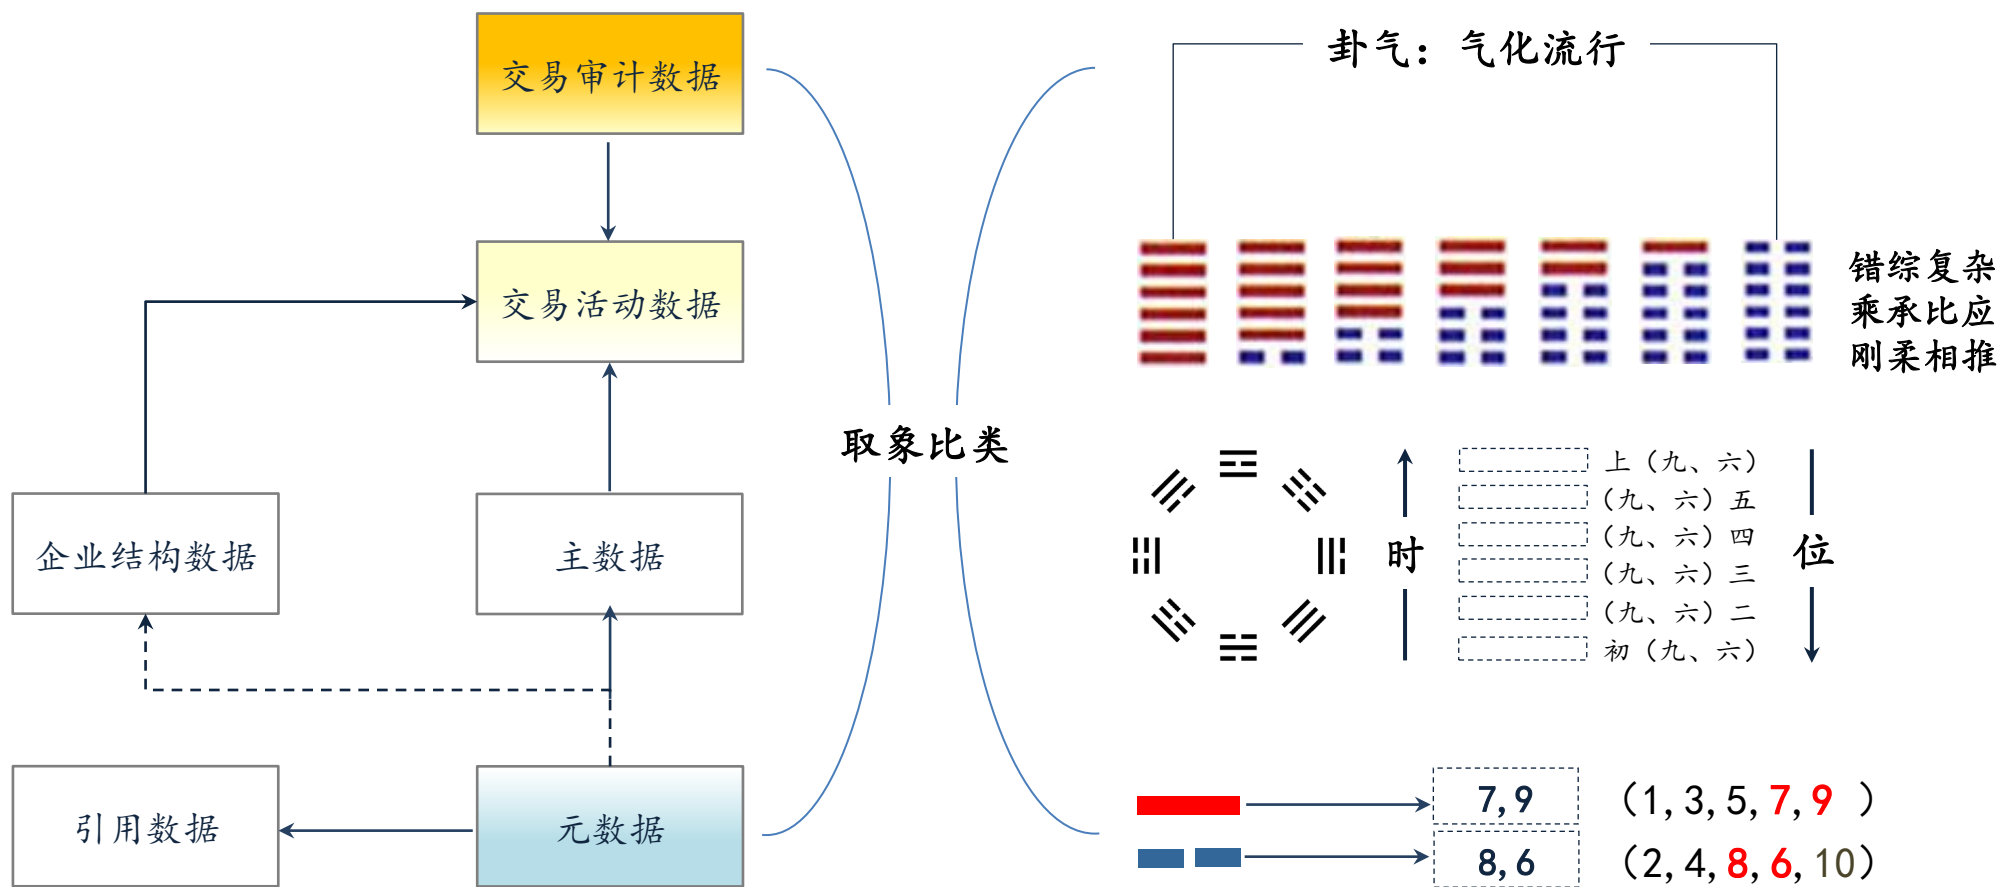 交易审计数据
交易活动数据
企业结构数据
主数据
引用数据
元数据
取象比类
卦气：气化流行
错综复杂
乘承比应
刚柔相推
时
上（九、六）
（九、六）五
（九、六）四
（九、六）三
（九、六）二
初（九、六）
位
7,9
（1,3,5,7,9 ）
8,6
（2,4,8,6,10）